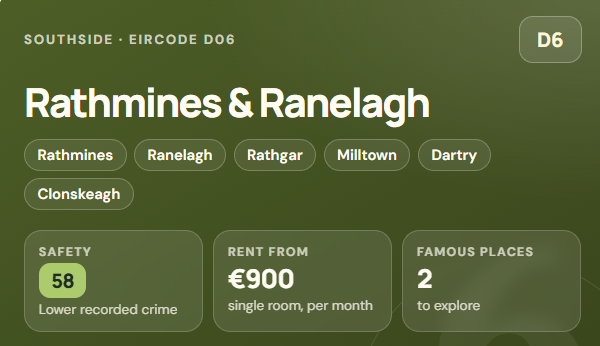 SOUTHSIDE · EIRCODE D06
D6
Rathmines & Ranelagh
Rathmines Ranelagh Rathgar Milltown Dartry
Clonskeagh
SAFETY RENT FROM FAMOUS PLACES
58 €900 2
Lower recorded crime single room, per month to explore